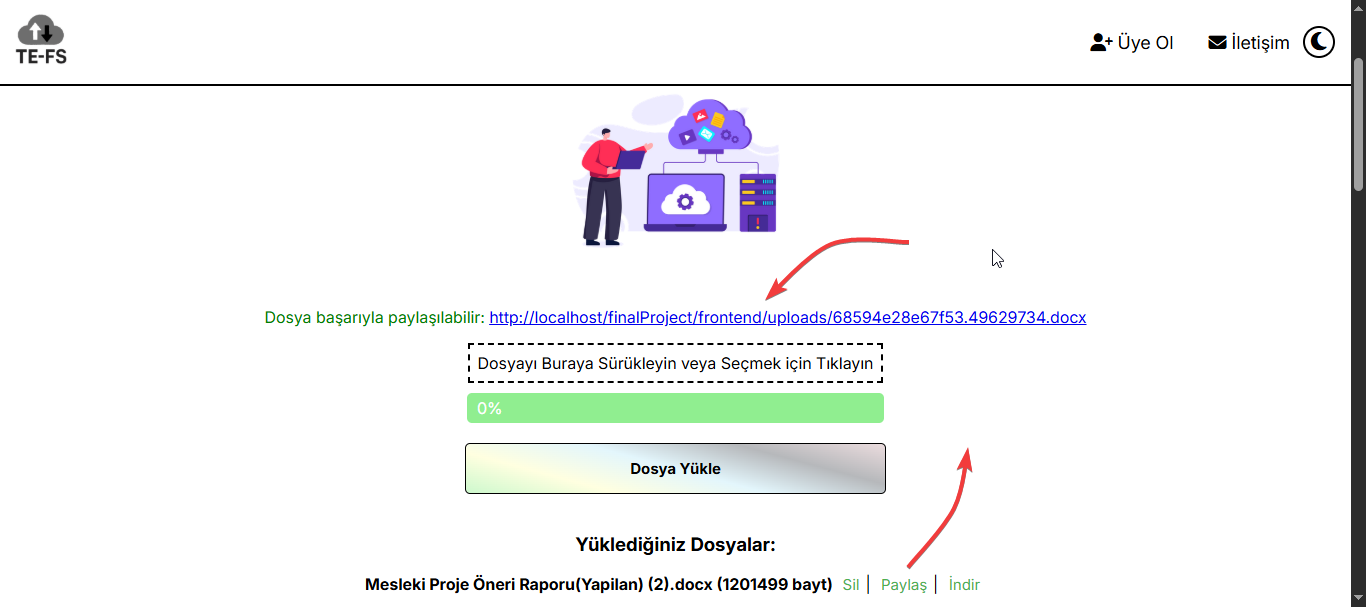 TE-FS
Üye Ol
İletişim
Dosya başarıyla paylaşılabilir: http://localhost/finalProject/frontend/uploads/68594e28e67f53.49629734.docx
Dosyayı Buraya Sürükleyin veya Seçmek için Tıklayın
0%
Dosya Yükle
Yüklediğiniz Dosyalar:
Mesleki Proje Öneri Raporu(Yapilan) (2).docx (1201499 bayt) Sil | Paylaş | İndir